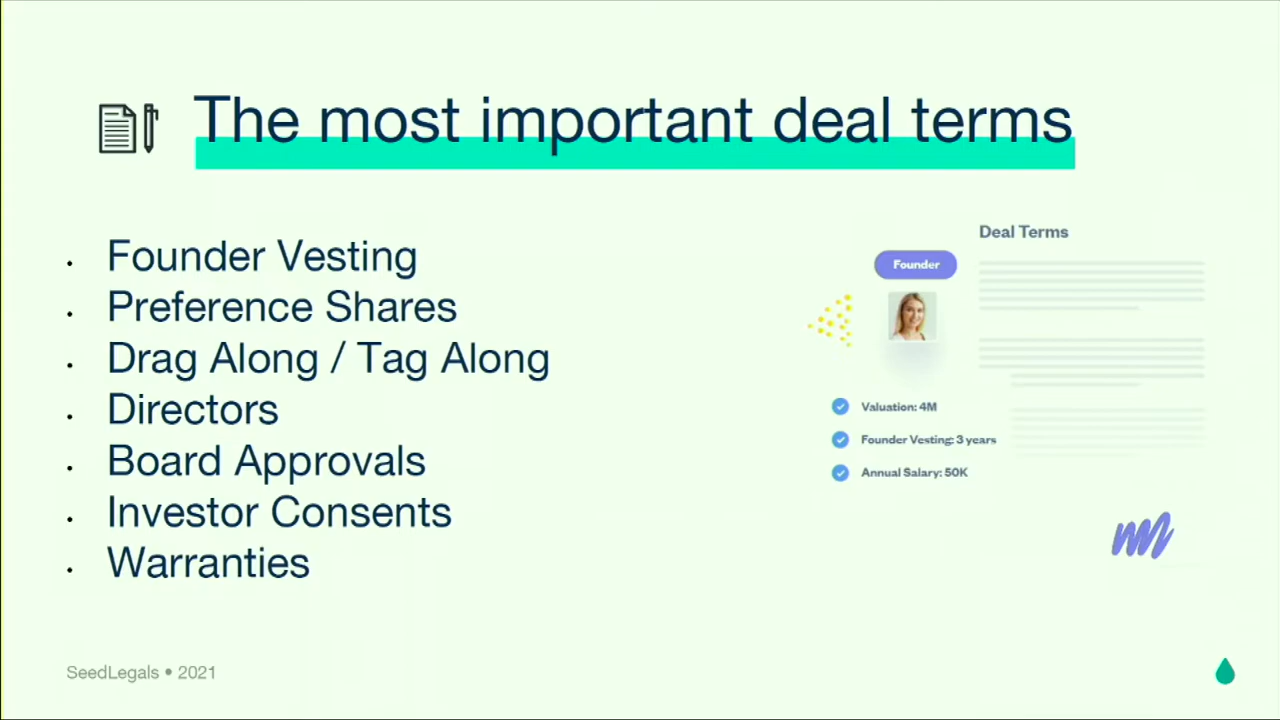 The most important deal terms
Founder Vesting
Preference Shares
Drag Along / Tag Along
Directors
Board Approvals
Investor Consents
Warranties
Deal Terms
Founder
Valuation: 4M
Founder Vesting: 3 years
Annual Salary: 50K
SeedLegals • 2021